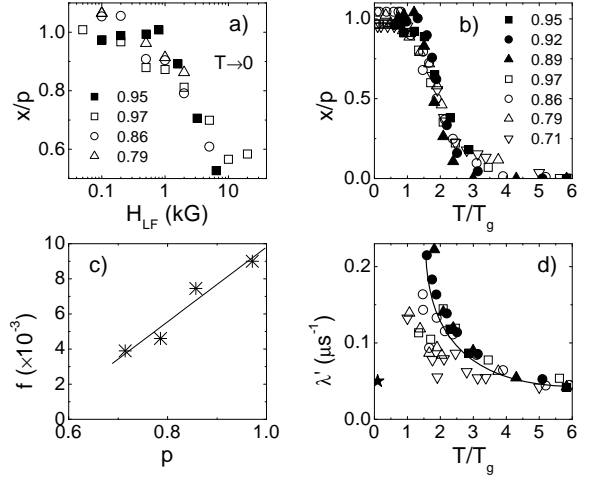 a)
T→0
x/p
1.0
0.8
0.6
0.95
0.97
0.86
0.79
0.1
1
10
H_LF (kG)
b)
x/p
1.0
0.5
0.0
0.95
0.92
0.89
0.97
0.86
0.79
0.71
0 1 2 3 4 5 6
T/T_g
c)
f (×10⁻³)
10
8
6
4
2
0
0.6 0.8 1.0
p
d)
λ' (μs⁻¹)
0.2
0.1
0.0
0 1 2 3 4 5 6
T/T_g